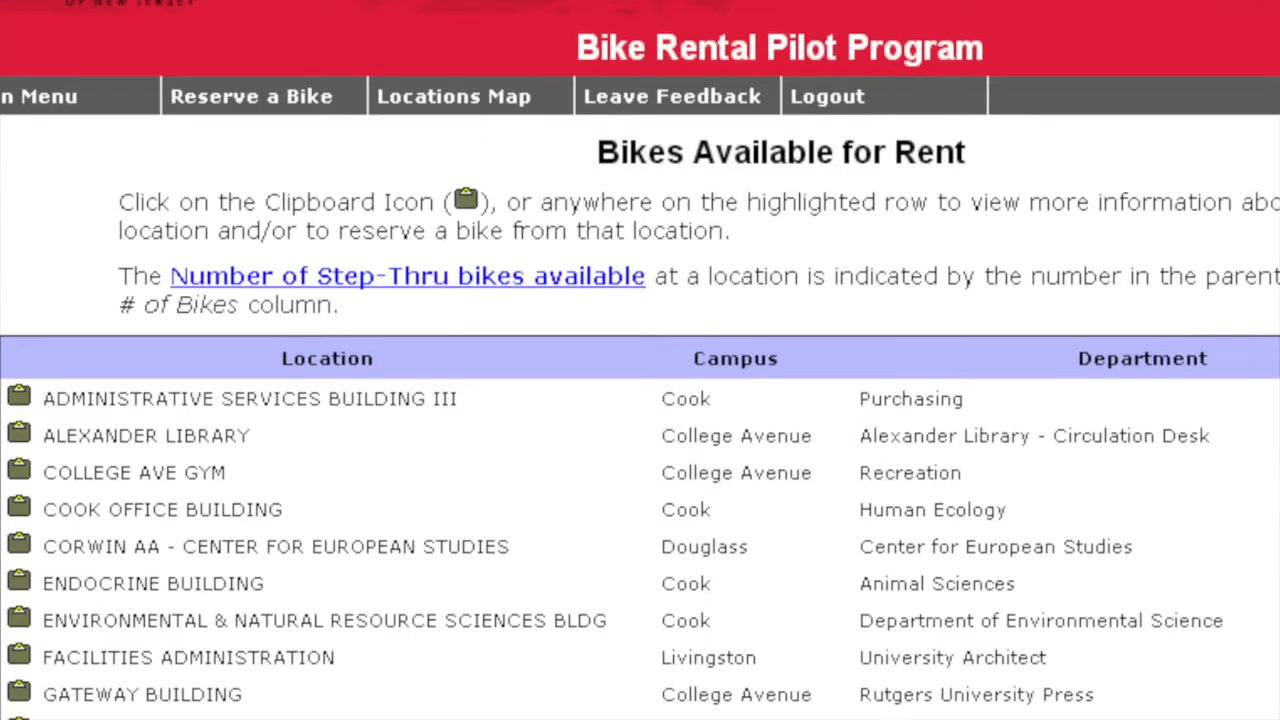 OF NEW JERSEY
Bike Rental Pilot Program
n Menu Reserve a Bike Locations Map Leave Feedback Logout
Bikes Available for Rent
Click on the Clipboard Icon ( ), or anywhere on the highlighted row to view more information abo
location and/or to reserve a bike from that location.
The Number of Step-Thru bikes available at a location is indicated by the number in the parent
# of Bikes column.
Location Campus Department
ADMINISTRATIVE SERVICES BUILDING III Cook Purchasing
ALEXANDER LIBRARY College Avenue Alexander Library - Circulation Desk
COLLEGE AVE GYM College Avenue Recreation
COOK OFFICE BUILDING Cook Human Ecology
CORWIN AA - CENTER FOR EUROPEAN STUDIES Douglass Center for European Studies
ENDOCRINE BUILDING Cook Animal Sciences
ENVIRONMENTAL & NATURAL RESOURCE SCIENCES BLDG Cook Department of Environmental Science
FACILITIES ADMINISTRATION Livingston University Architect
GATEWAY BUILDING College Avenue Rutgers University Press